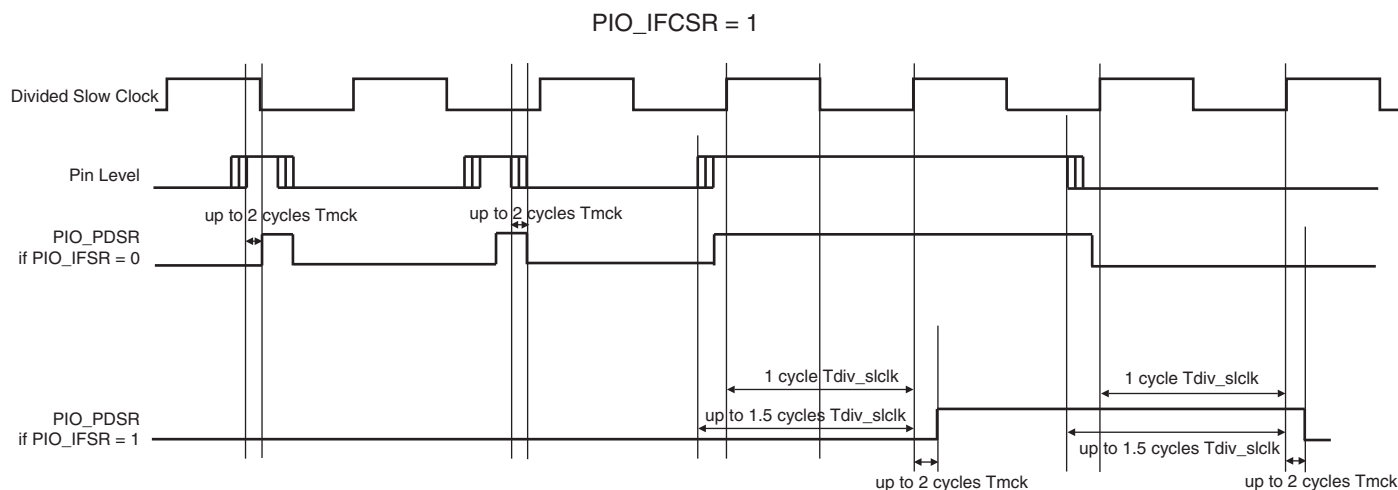 PIO_IFCSR = 1
Divided Slow Clock
Pin Level
up to 2 cycles Tmck
up to 2 cycles Tmck
PIO_PDSR
if PIO_IFSR = 0
1 cycle Tdiv_slclk
1 cycle Tdiv_slclk
up to 1.5 cycles Tdiv_slclk
PIO_PDSR
if PIO_IFSR = 1
up to 1.5 cycles Tdiv_slclk
up to 2 cycles Tmck
up to 2 cycles Tmck